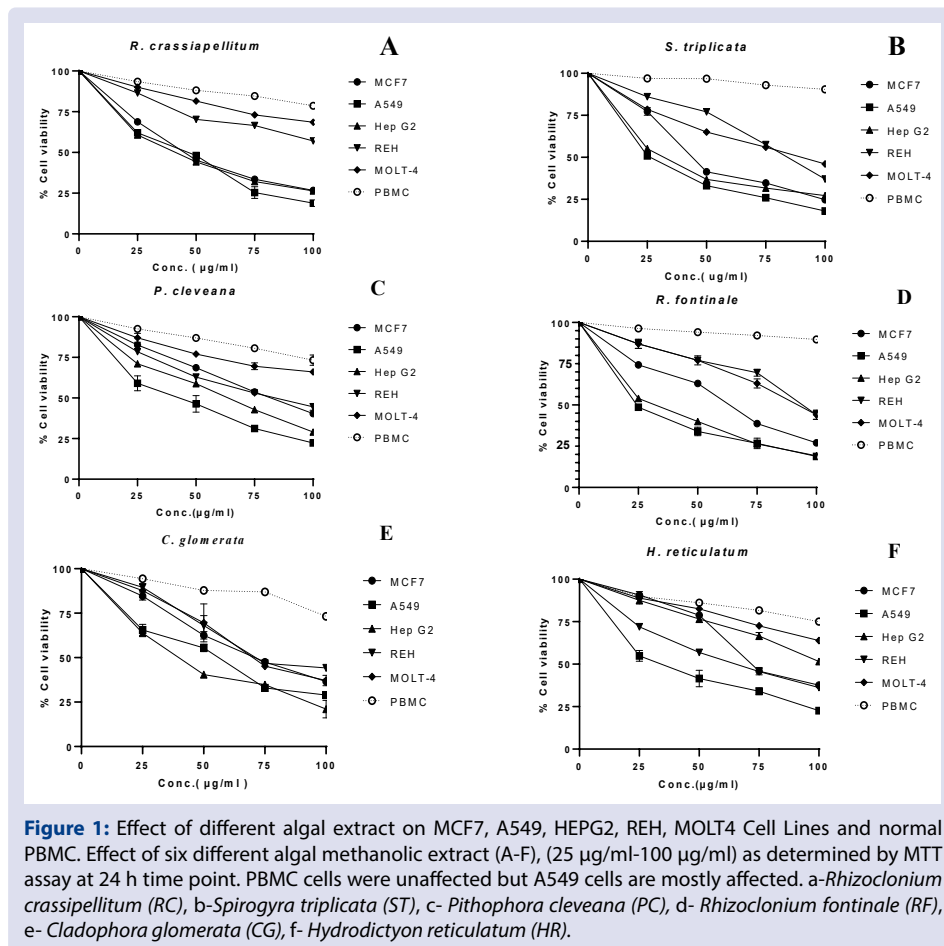 R. crassiapellitum
A
% Cell viability
100
75
50
25
0
0 25 50 75 100
Conc.( µg/ml)
MCF7
A549
Hep G2
REH
MOLT-4
PBMC
S. triplicata
B
% Cell viability
100
75
50
25
0
0 25 50 75 100
Conc.( ug/ml)
MCF7
A549
Hep G2
REH
MOLT-4
PBMC
P. cleveana
C
% Cell viability
100
75
50
25
0
0 25 50 75 100
Conc.(µg/ml)
MCF7
A549
Hep G2
REH
MOLT-4
PBMC
R. fontinale
D
% Cell viability
100
75
50
25
0
0 25 50 75 100
Conc.( µg/ml)
MCF7
A549
Hep G2
REH
MOLT-4
PBMC
C. glomerata
E
% Cell viability
100
75
50
25
0
0 25 50 75 100
Conc.( µg/ml )
MCF7
A549
Hep G2
REH
MOLT-4
PBMC
H. reticulatum
F
% Cell viability
100
75
50
25
0
0 25 50 75 100
Conc.( µg/ml)
MCF7
A549
Hep G2
REH
MOLT-4
PBMC
Figure 1: Effect of different algal extract on MCF7, A549, HEPG2, REH, MOLT4 Cell Lines and normal
PBMC. Effect of six different algal methanolic extract (A-F), (25 µg/ml-100 µg/ml) as determined by MTT
assay at 24 h time point. PBMC cells were unaffected but A549 cells are mostly affected. a-Rhizoclonium
crassipellitum (RC), b-Spirogyra triplicata (ST), c- Pithophora cleveana (PC), d- Rhizoclonium fontinale (RF),
e- Cladophora glomerata (CG), f- Hydrodictyon reticulatum (HR).